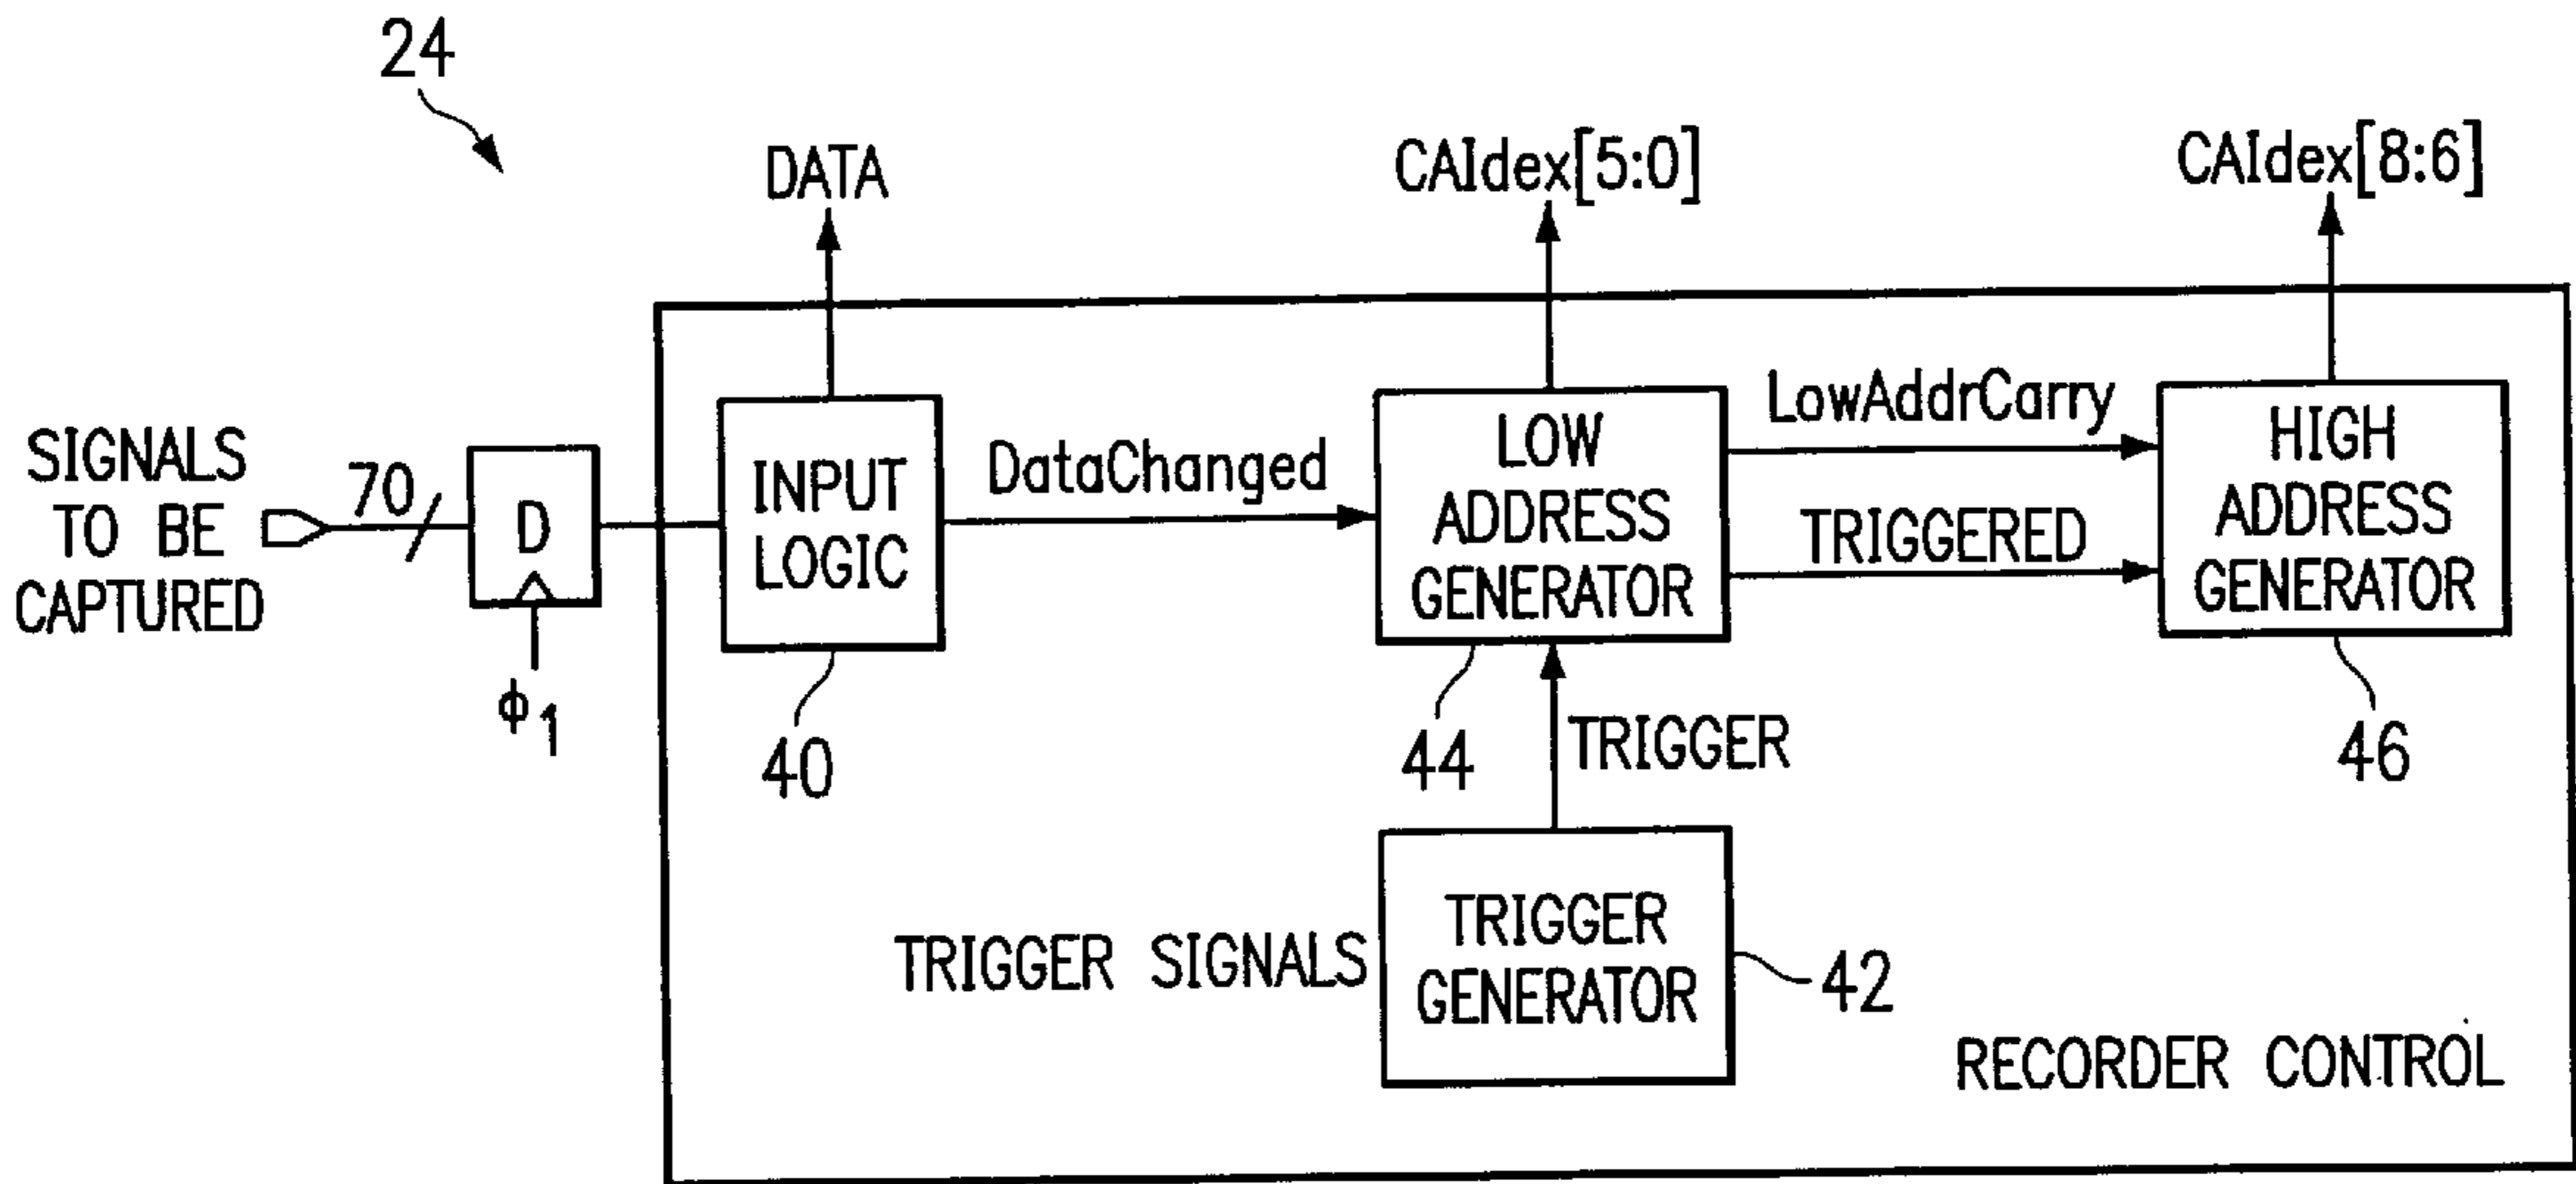 24
DATA
CAIdex[5:0]
CAIdex[8:6]
SIGNALS
TO BE
CAPTURED
70
D
ϕ1
INPUT
LOGIC
40
DataChanged
LOW
ADDRESS
GENERATOR
44
LowAddrCarry
TRIGGERED
HIGH
ADDRESS
GENERATOR
46
TRIGGER
TRIGGER SIGNALS
TRIGGER
GENERATOR
42
RECORDER CONTROL